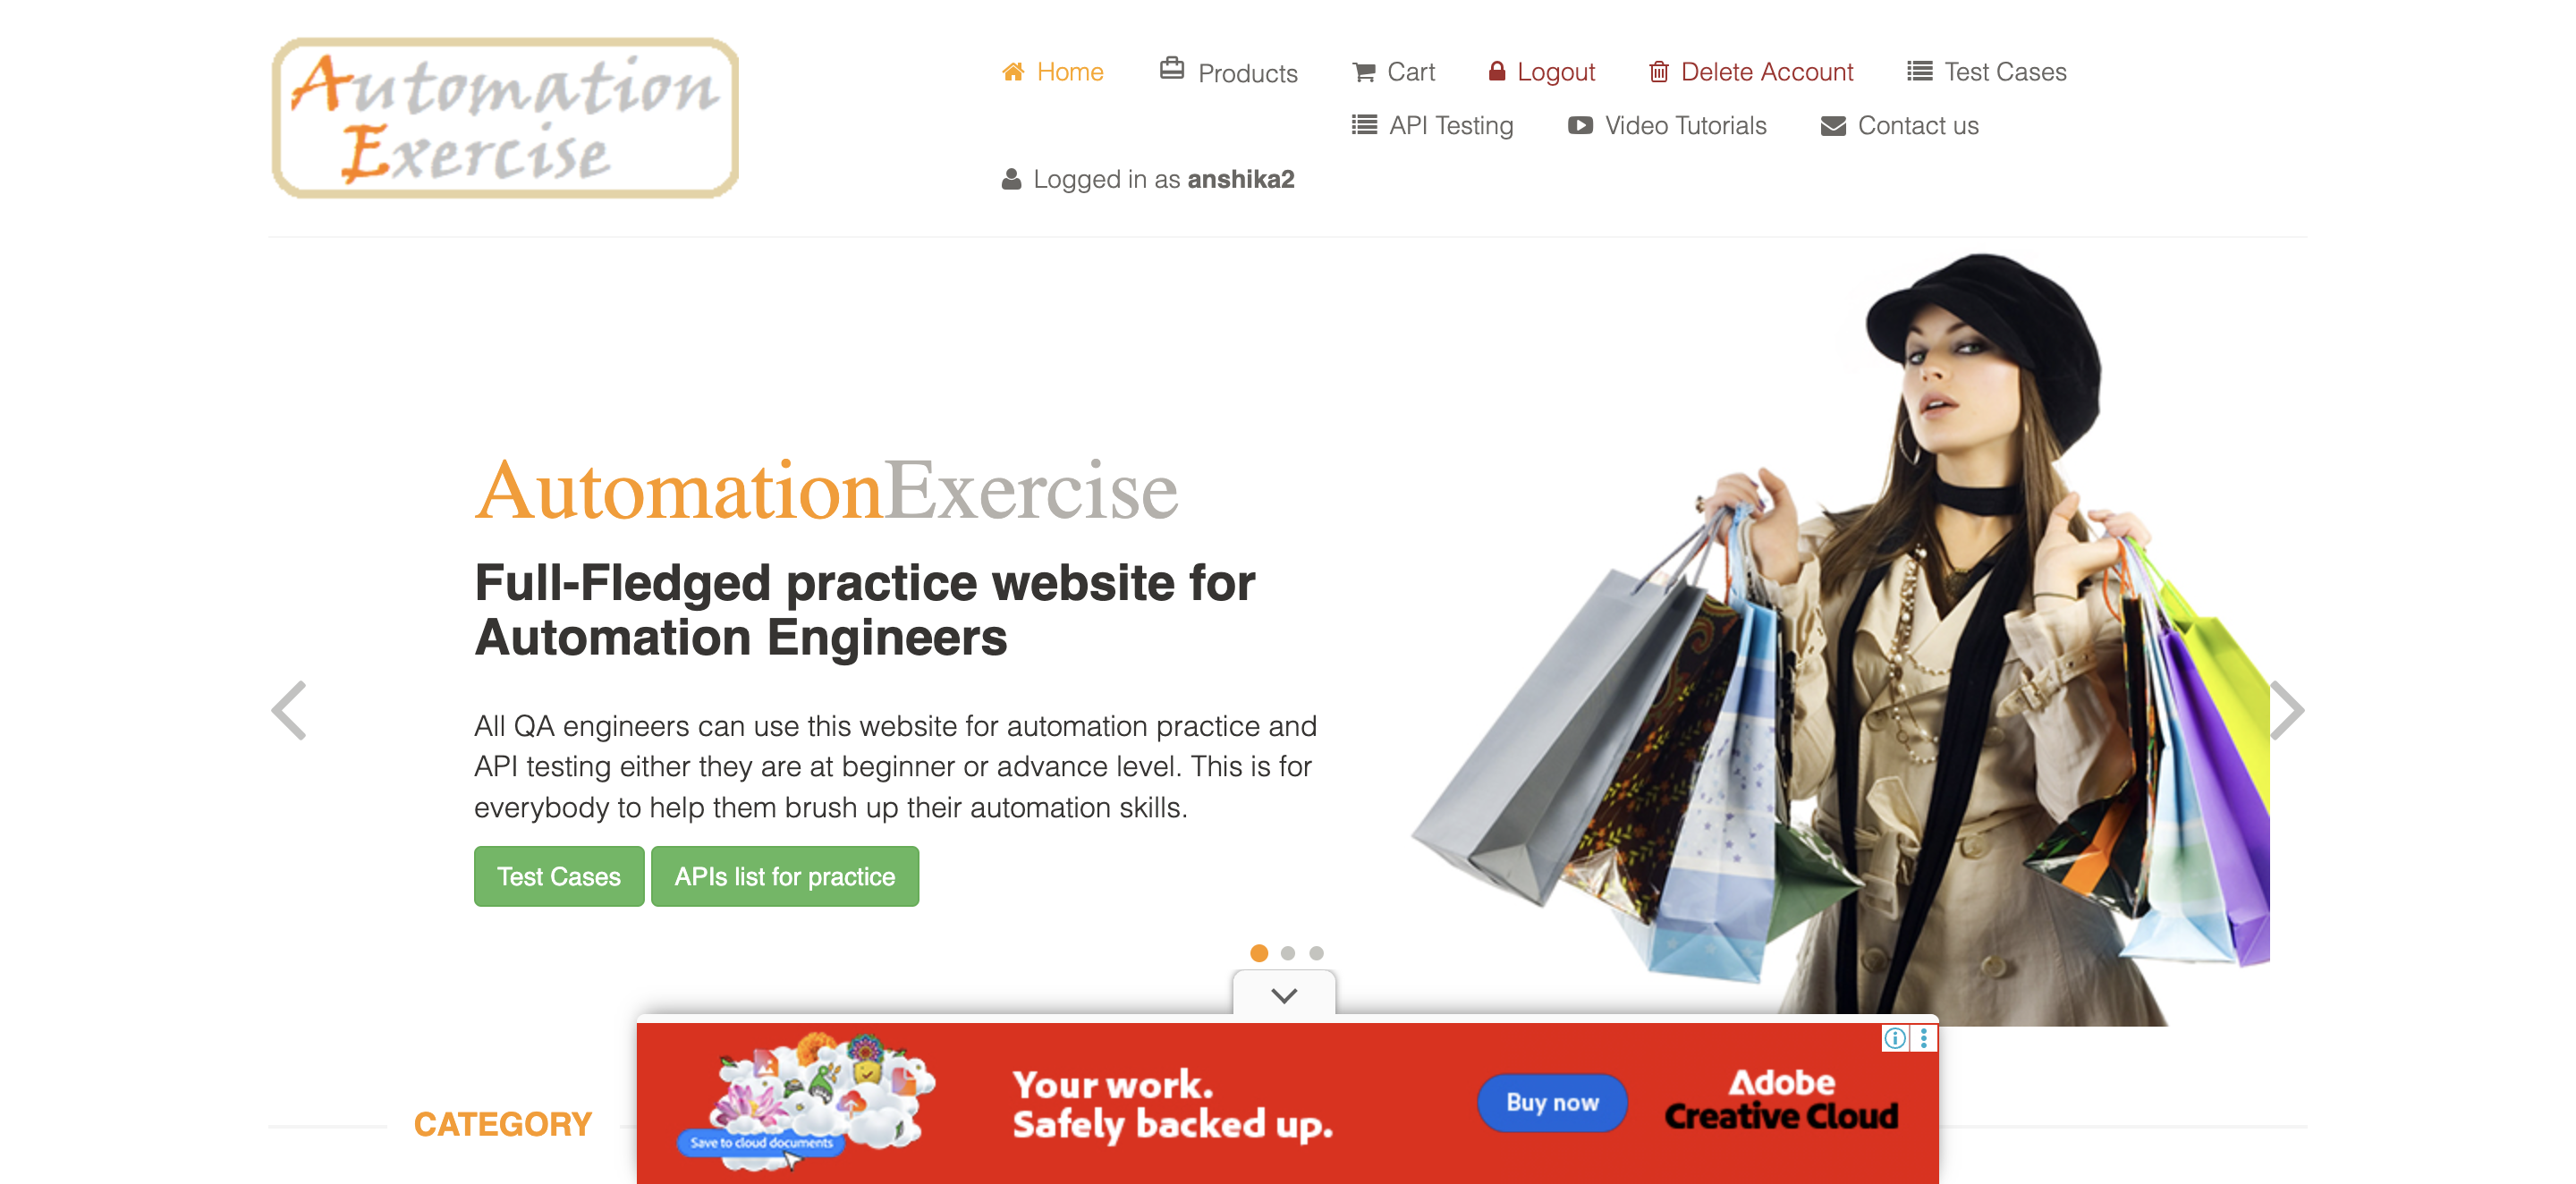 Automation
Exercise
Home Products Cart Logout Delete Account Test Cases
API Testing Video Tutorials Contact us
Logged in as anshika2
AutomationExercise
Full-Fledged practice website for
Automation Engineers
All QA engineers can use this website for automation practice and
API testing either they are at beginner or advance level. This is for
everybody to help them brush up their automation skills.
Test Cases APIs list for practice
CATEGORY
Save to cloud documents
Your work.
Safely backed up.
Buy now
Adobe
Creative Cloud